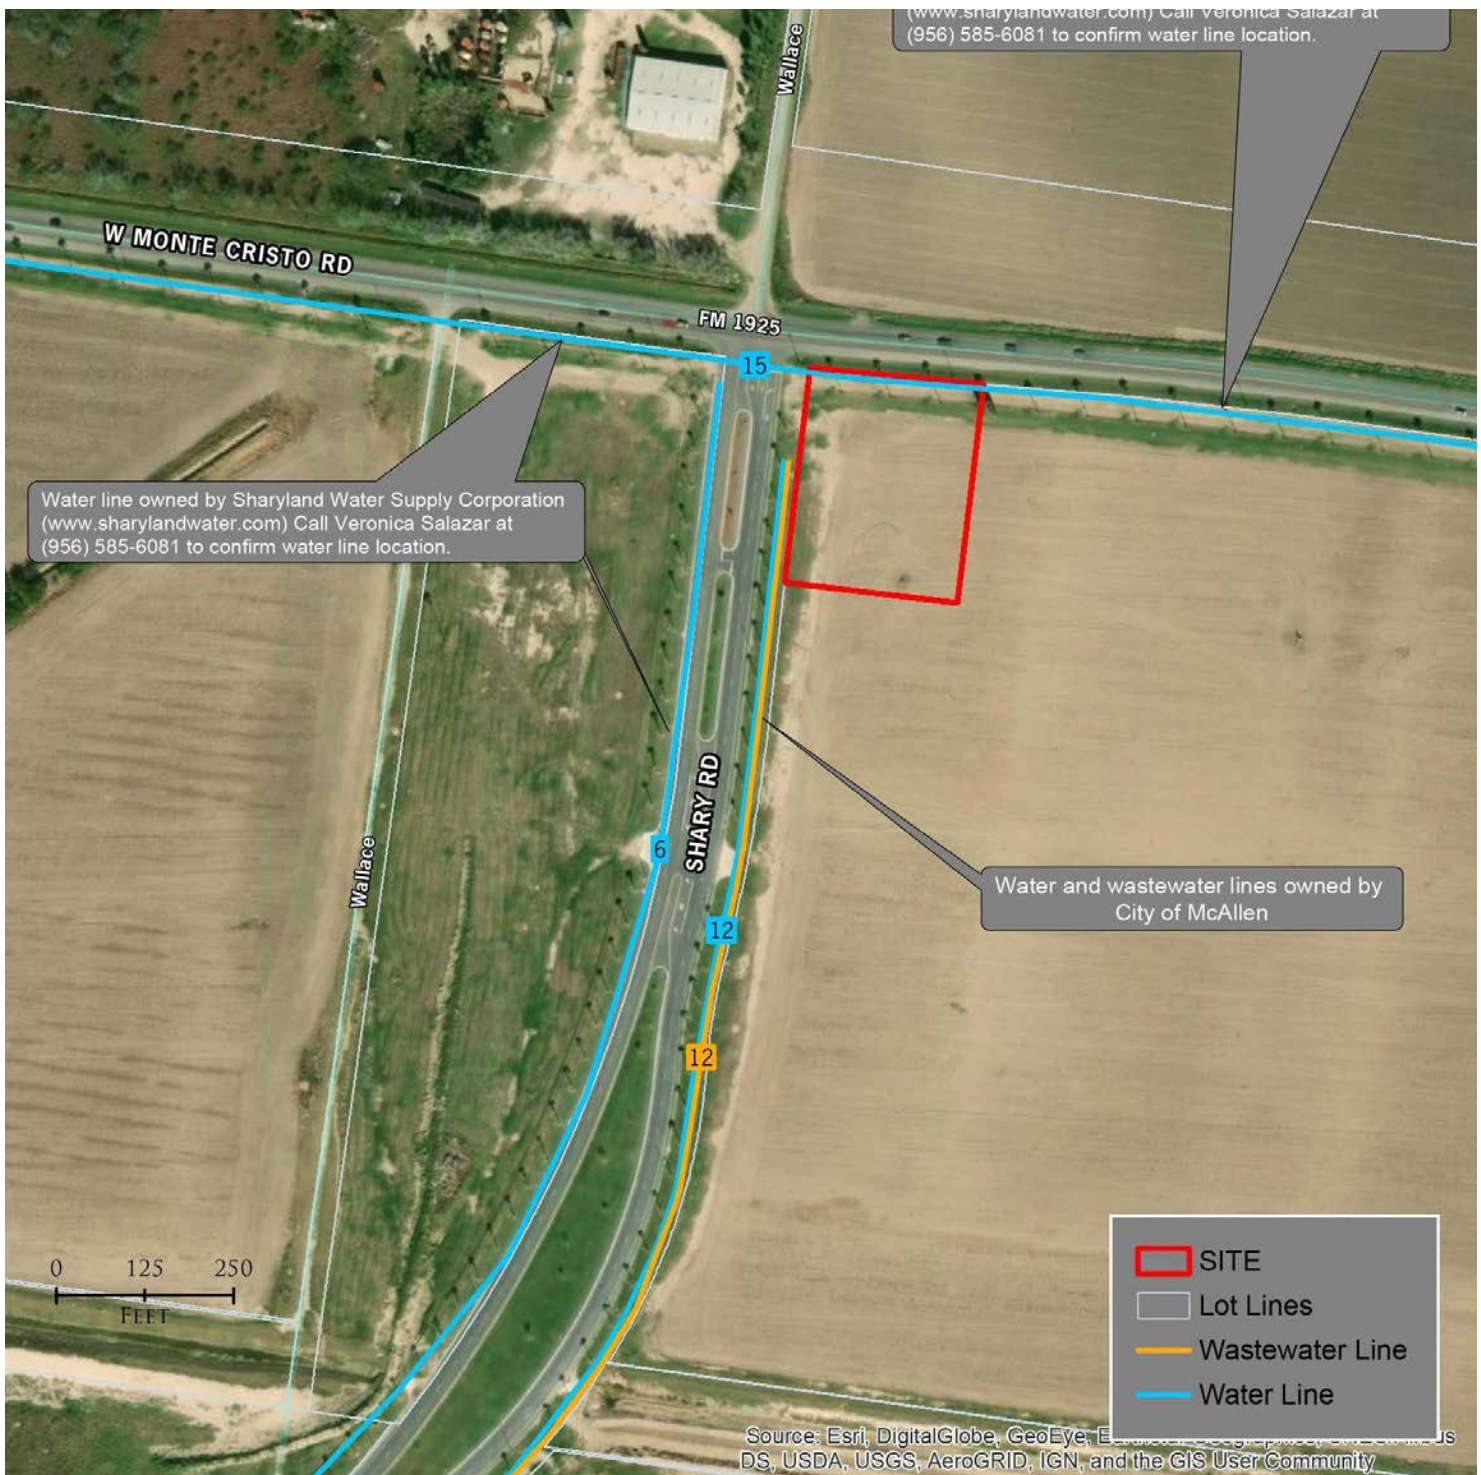 (www.sharylandwater.com) Call Veronica Salazar at
(956) 585-6081 to confirm water line location.
Wallace
W MONTE CRISTO RD
FM 1925
15
Water line owned by Sharyland Water Supply Corporation
(www.sharylandwater.com) Call Veronica Salazar at
(956) 585-6081 to confirm water line location.
SHARY RD
6
Wallace
Water and wastewater lines owned by
City of McAllen
12
12
0 125 250
FEET
SITE
Lot Lines
Wastewater Line
Water Line
Source: Esri, DigitalGlobe, GeoEye,
DS, USDA, USGS, AeroGRID, IGN, and the GIS User Community